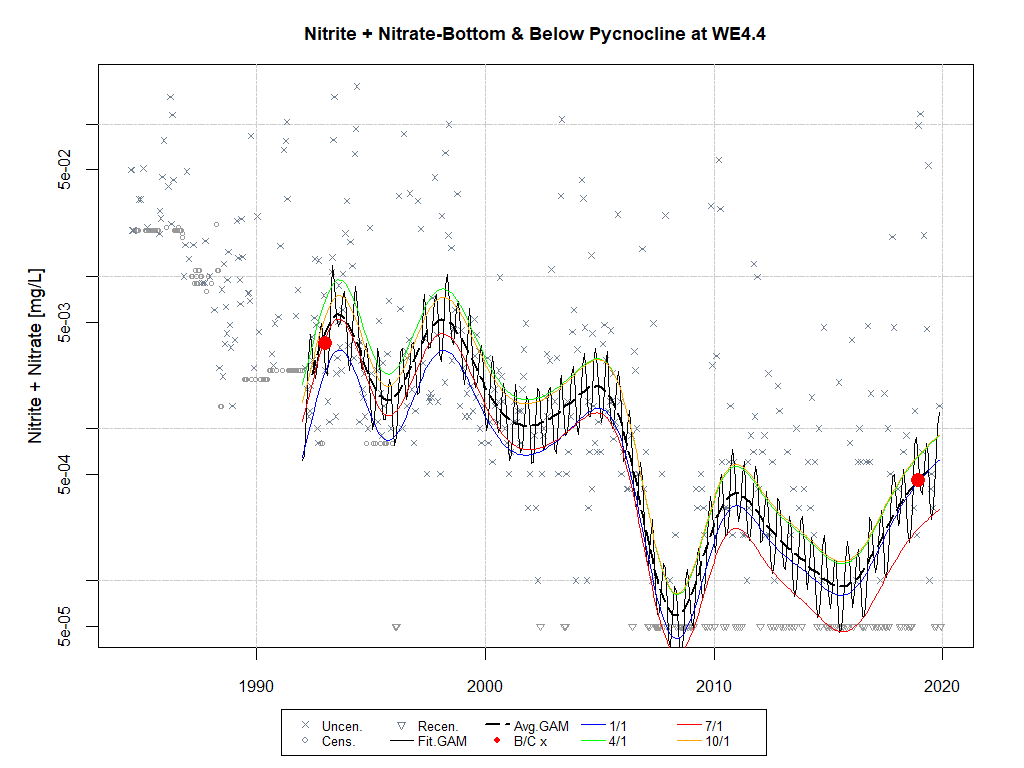 Nitrite + Nitrate-Bottom & Below Pycnocline at WE4.4
Nitrite + Nitrate [mg/L]
5e-02
5e-03
5e-04
5e-05
1990 2000 2010 2020
Uncen. Recen. Avg.GAM 1/1 7/1
Cens. Fit.GAM B/C x 4/1 10/1